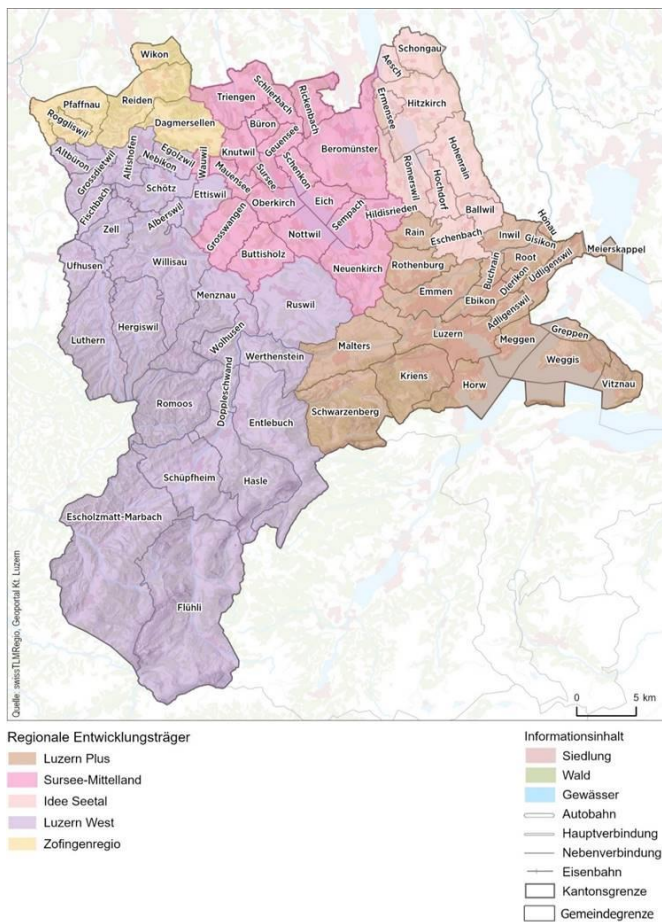 Schongau
Aesch
Wikon
Ermensee
Hitzkirch
Pfaffnau
Reiden
Triengen
Schlierbach
Rickenbach
Roggliswil
Dagmersellen
Büron
Geuensee
Beromünster
Hohenrain
Altbüron
Grossdietwil
Altishofen
Nebikon
Egolzwil
Wauwil
Knutwil
Mauensee
Sursee
Schenkon
Römerswil
Hochdorf
Fischbach
Schötz
Ettiswil
Oberkirch
Eich
Sempach
Hildisrieden
Ballwil
Honau
Zell
Alberswil
Grosswangen
Nottwil
Rain
Eschenbach
Inwil
Gisikon
Meierskappel
Ufhusen
Willisau
Buttisholz
Neuenkirch
Rothenburg
Buchrain
Root
Dierikon
Udligenswil
Menznau
Ruswil
Emmen
Ebikon
Adligenswil
Luthern
Hergiswil
Wolhusen
Werthenstein
Malters
Luzern
Meggen
Greppen
Weggis
Romoos
Doppleschwand
Entlebuch
Schwarzenberg
Kriens
Horw
Vitznau
Schüpfheim
Hasle
Escholzmatt-Marbach
Flühli
Quelle: swissTLMRegio, Geoportal Kt. Luzern
0 5 km
Regionale Entwicklungsträger
Luzern Plus
Sursee-Mittelland
Idee Seetal
Luzern West
Zofingenregio
Informationsinhalt
Siedlung
Wald
Gewässer
Autobahn
Hauptverbindung
Nebenverbindung
Eisenbahn
Kantonsgrenze
Gemeindegrenze